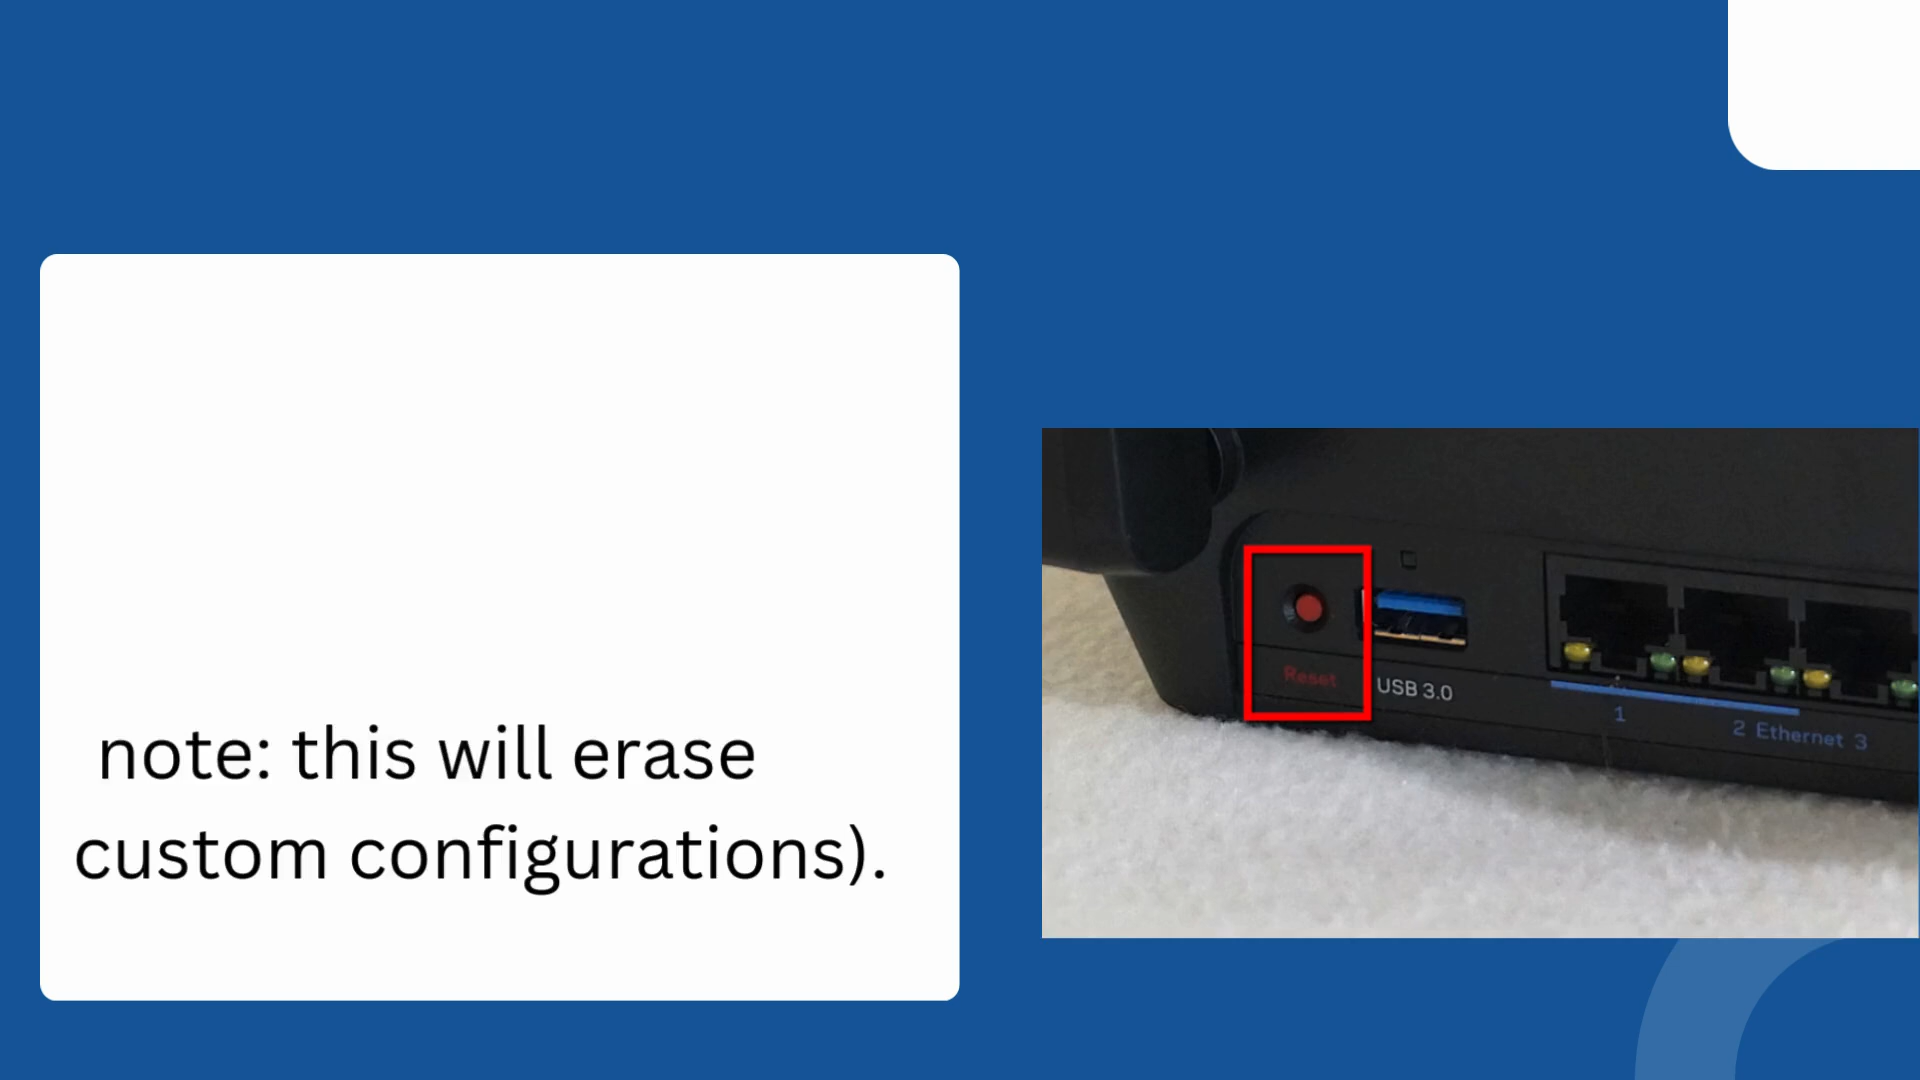 note: this will erase
custom configurations).
Reset
USB 3.0
1
2 Ethernet 3